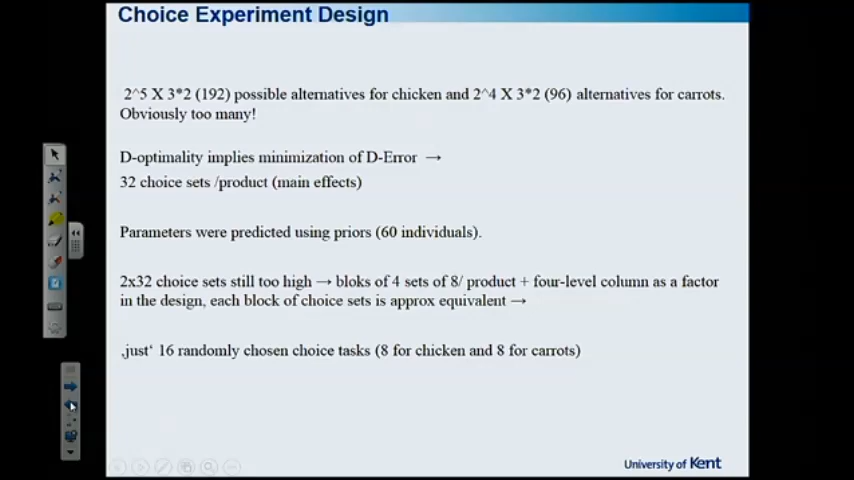 Choice Experiment Design
2^5 X 3*2 (192) possible alternatives for chicken and 2^4 X 3*2 (96) alternatives for carrots.
Obviously too many!
D-optimality implies minimization of D-Error →
32 choice sets /product (main effects)
Parameters were predicted using priors (60 individuals).
2x32 choice sets still too high → bloks of 4 sets of 8/ product + four-level column as a factor
in the design, each block of choice sets is approx equivalent →
‚just‘ 16 randomly chosen choice tasks (8 for chicken and 8 for carrots)
University of Kent